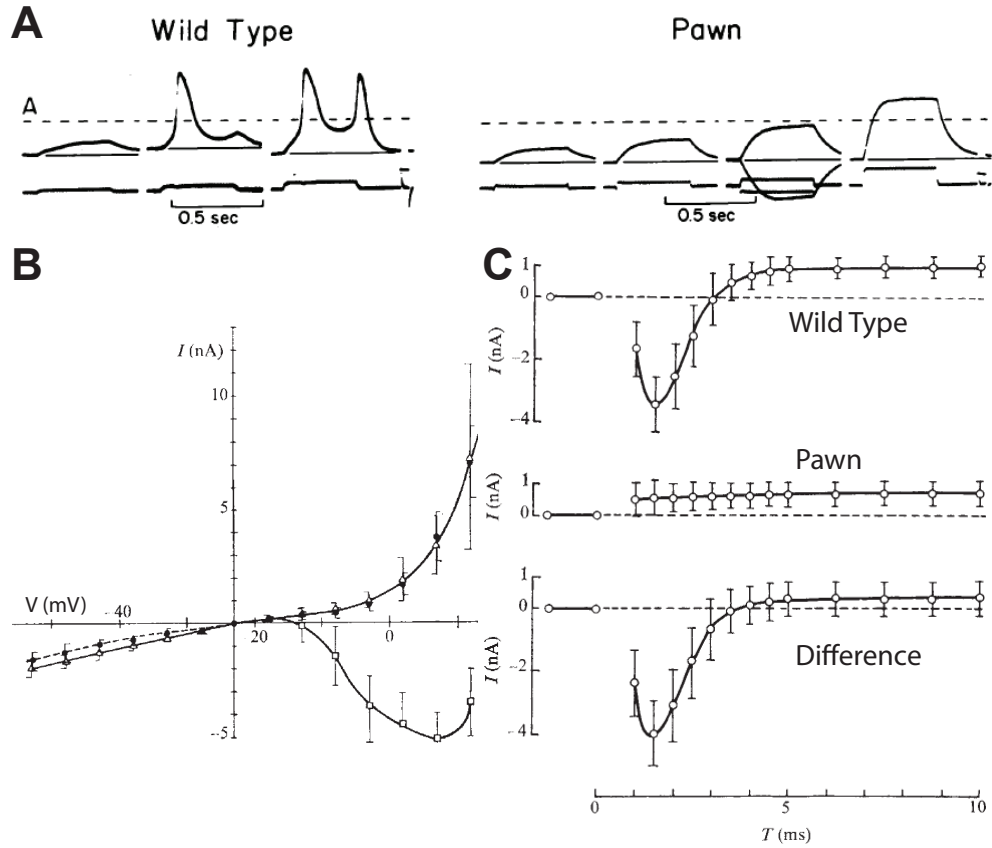 A
Wild Type
Pawn
A
0.5 sec
0.5 sec
B
C
I (nA)
10
5
V (mV)
-40
20
0
-5
I (nA)
1
0
-2
-4
Wild Type
I (nA)
1
0
Pawn
I (nA)
1
0
-2
-4
Difference
0
5
10
T (ms)